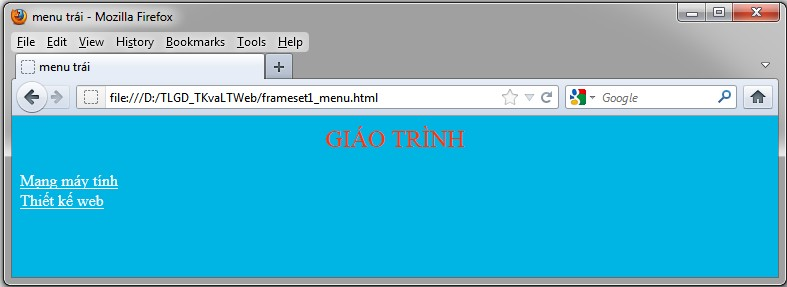 menu trái - Mozilla Firefox
File Edit View History Bookmarks Tools Help
menu trái
file:///D:/TLGD_TKvaLTWeb/frameset1_menu.html Google
GIÁO TRÌNH
Mạng máy tính
Thiết kế web